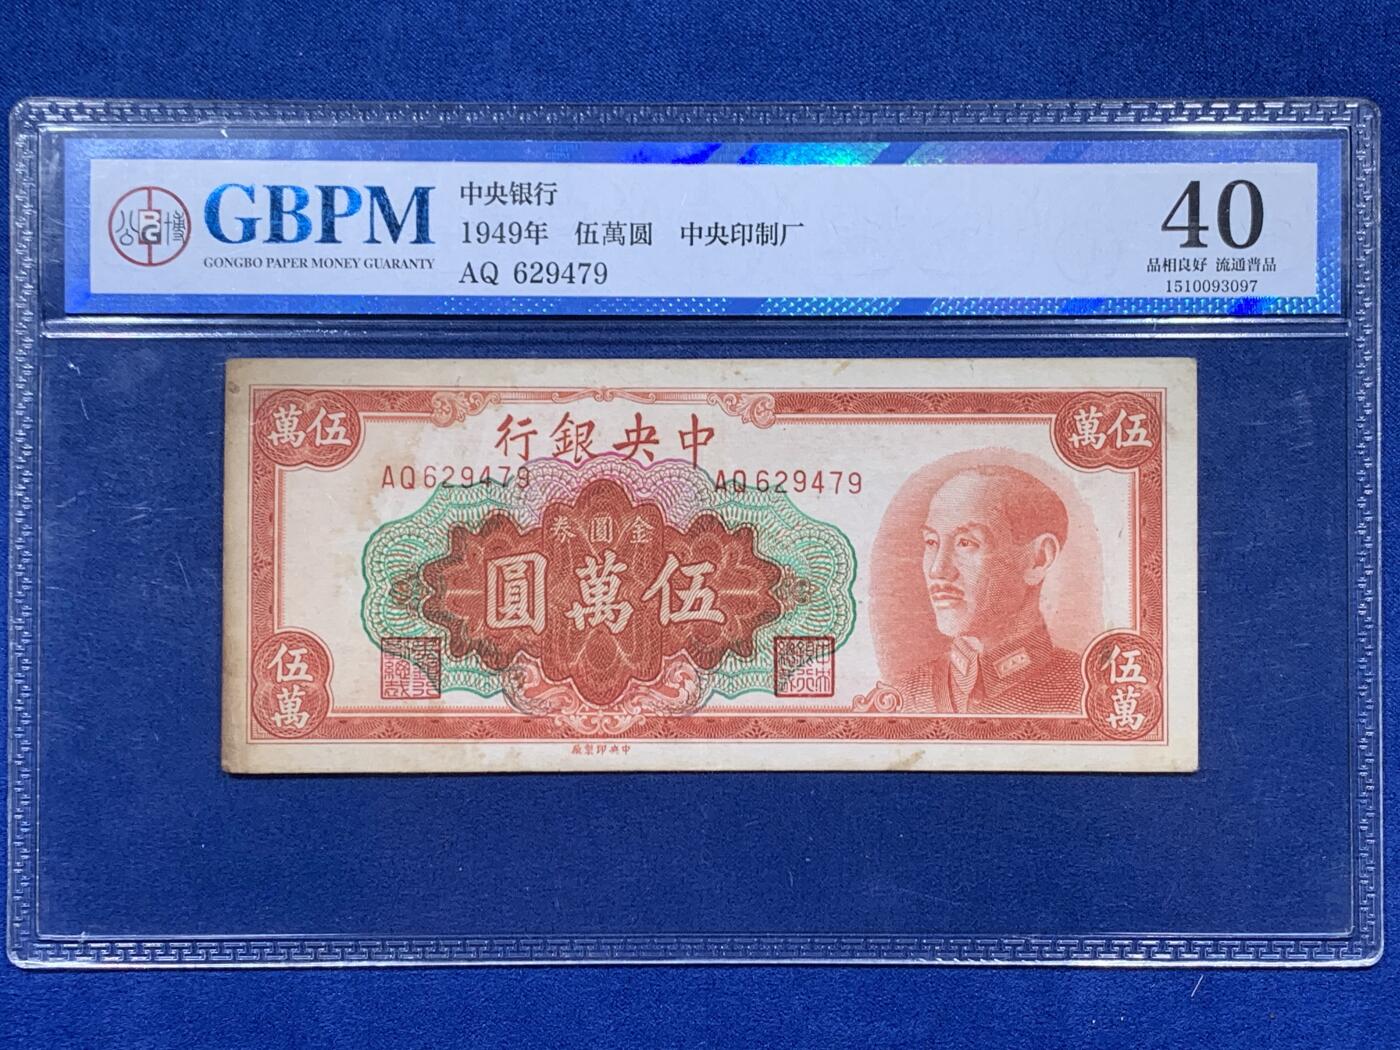 GBPM
GONGBO PAPER MONEY GUARANTY
中央银行
1949年 伍萬圆 中央印制厂
AQ 629479
40
品相良好 流通普品
1510093097
伍萬
伍萬
中央銀行
AQ629479
AQ629479
金圓券
伍萬圓
伍萬
伍萬
中央印製廠